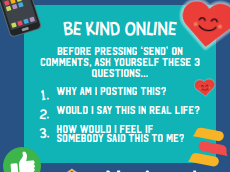 BE KIND ONLINE
BEFORE PRESSING 'SEND' ON
COMMENTS, ASK YOURSELF THESE 3
QUESTIONS...
1. WHY AM I POSTING THIS?
2. WOULD I SAY THIS IN REAL LIFE?
3. HOW WOULD I FEEL IF
SOMEBODY SAID THIS TO ME?